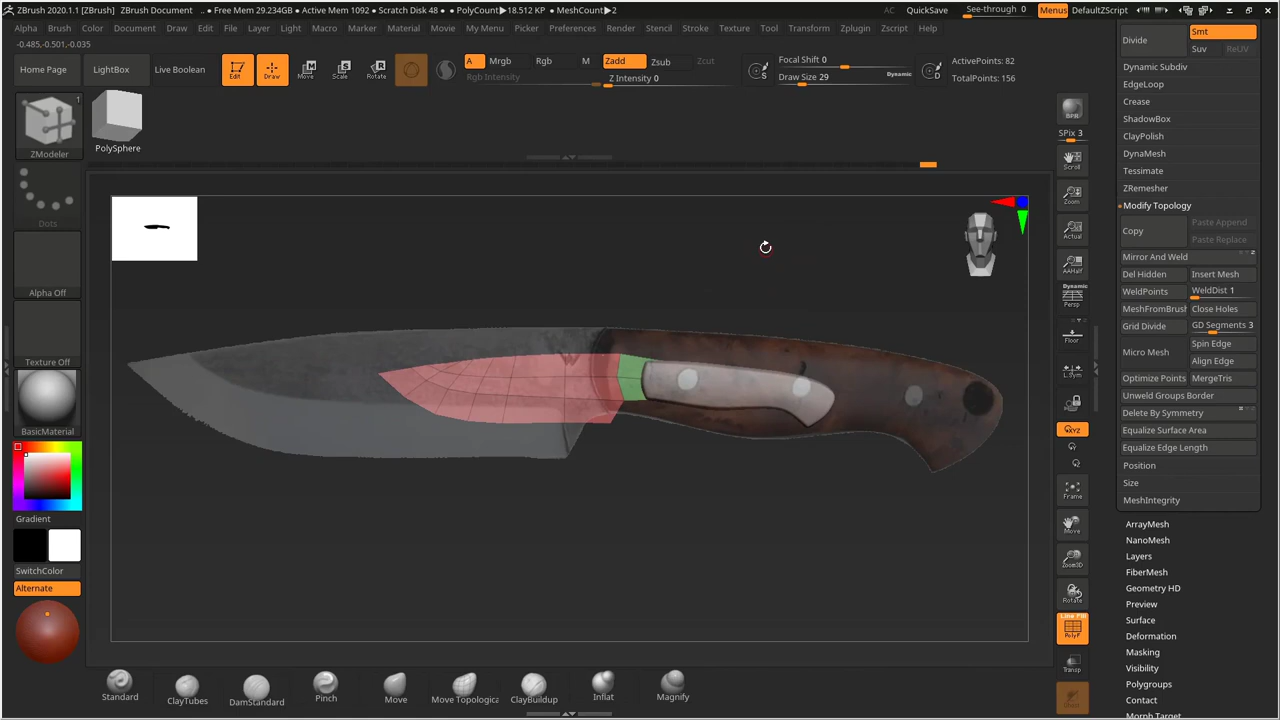 ZBrush 2020.1.1 [ZBrush] ZBrush Document .. • Free Mem 29.234GB • Active Mem 1092 • Scratch Disk 48 • PolyCount▶18.512 KP • MeshCount▶2 AC QuickSave See-through 0 Menus DefaultZScript
Alpha Brush Color Document Draw Edit File Layer Light Macro Marker Material Movie Picker Preferences Render Stencil Stroke Texture Tool Transform Zplugin Zscript Help
My Menu
-0.485,-0.501,-0.035
Home Page LightBox Live Boolean Edit Draw Move Scale Rotate A Mrgb Rgb M Zadd Zsub Zcut Focal Shift 0
Rgb Intensity Z Intensity 0 Draw Size 29 Dynamic
ActivePoints: 82
TotalPoints: 156
S
D
1
ZModeler
PolySphere
Dots
Alpha Off
Texture Off
BasicMaterial
Gradient
SwitchColor
Alternate
BPR
SPix 3
Scroll
Zoom
Actual
AAHalf
Dynamic
Persp
Floor
L.Sym
Qxyz
Frame
Move
Zoom3D
Rotate
Line Fill
PolyF
Transp
Divide Smt
Suv ReUV
Dynamic Subdiv
EdgeLoop
Crease
ShadowBox
ClayPolish
DynaMesh
Tessimate
ZRemesher
Modify Topology
Copy Paste Append
Paste Replace
Mirror And Weld
Del Hidden Insert Mesh
WeldPoints WeldDist 1
MeshFromBrush Close Holes
Grid Divide GD Segments 3
Micro Mesh Spin Edge
Align Edge
Optimize Points MergeTris
Unweld Groups Border
Delete By Symmetry
Equalize Surface Area
Equalize Edge Length
Position
Size
MeshIntegrity
ArrayMesh
NanoMesh
Layers
FiberMesh
Geometry HD
Preview
Surface
Deformation
Masking
Visibility
Polygroups
Contact
Morph Target
Standard ClayTubes DamStandard Pinch Move Move Topologica ClayBuildup Inflat Magnify